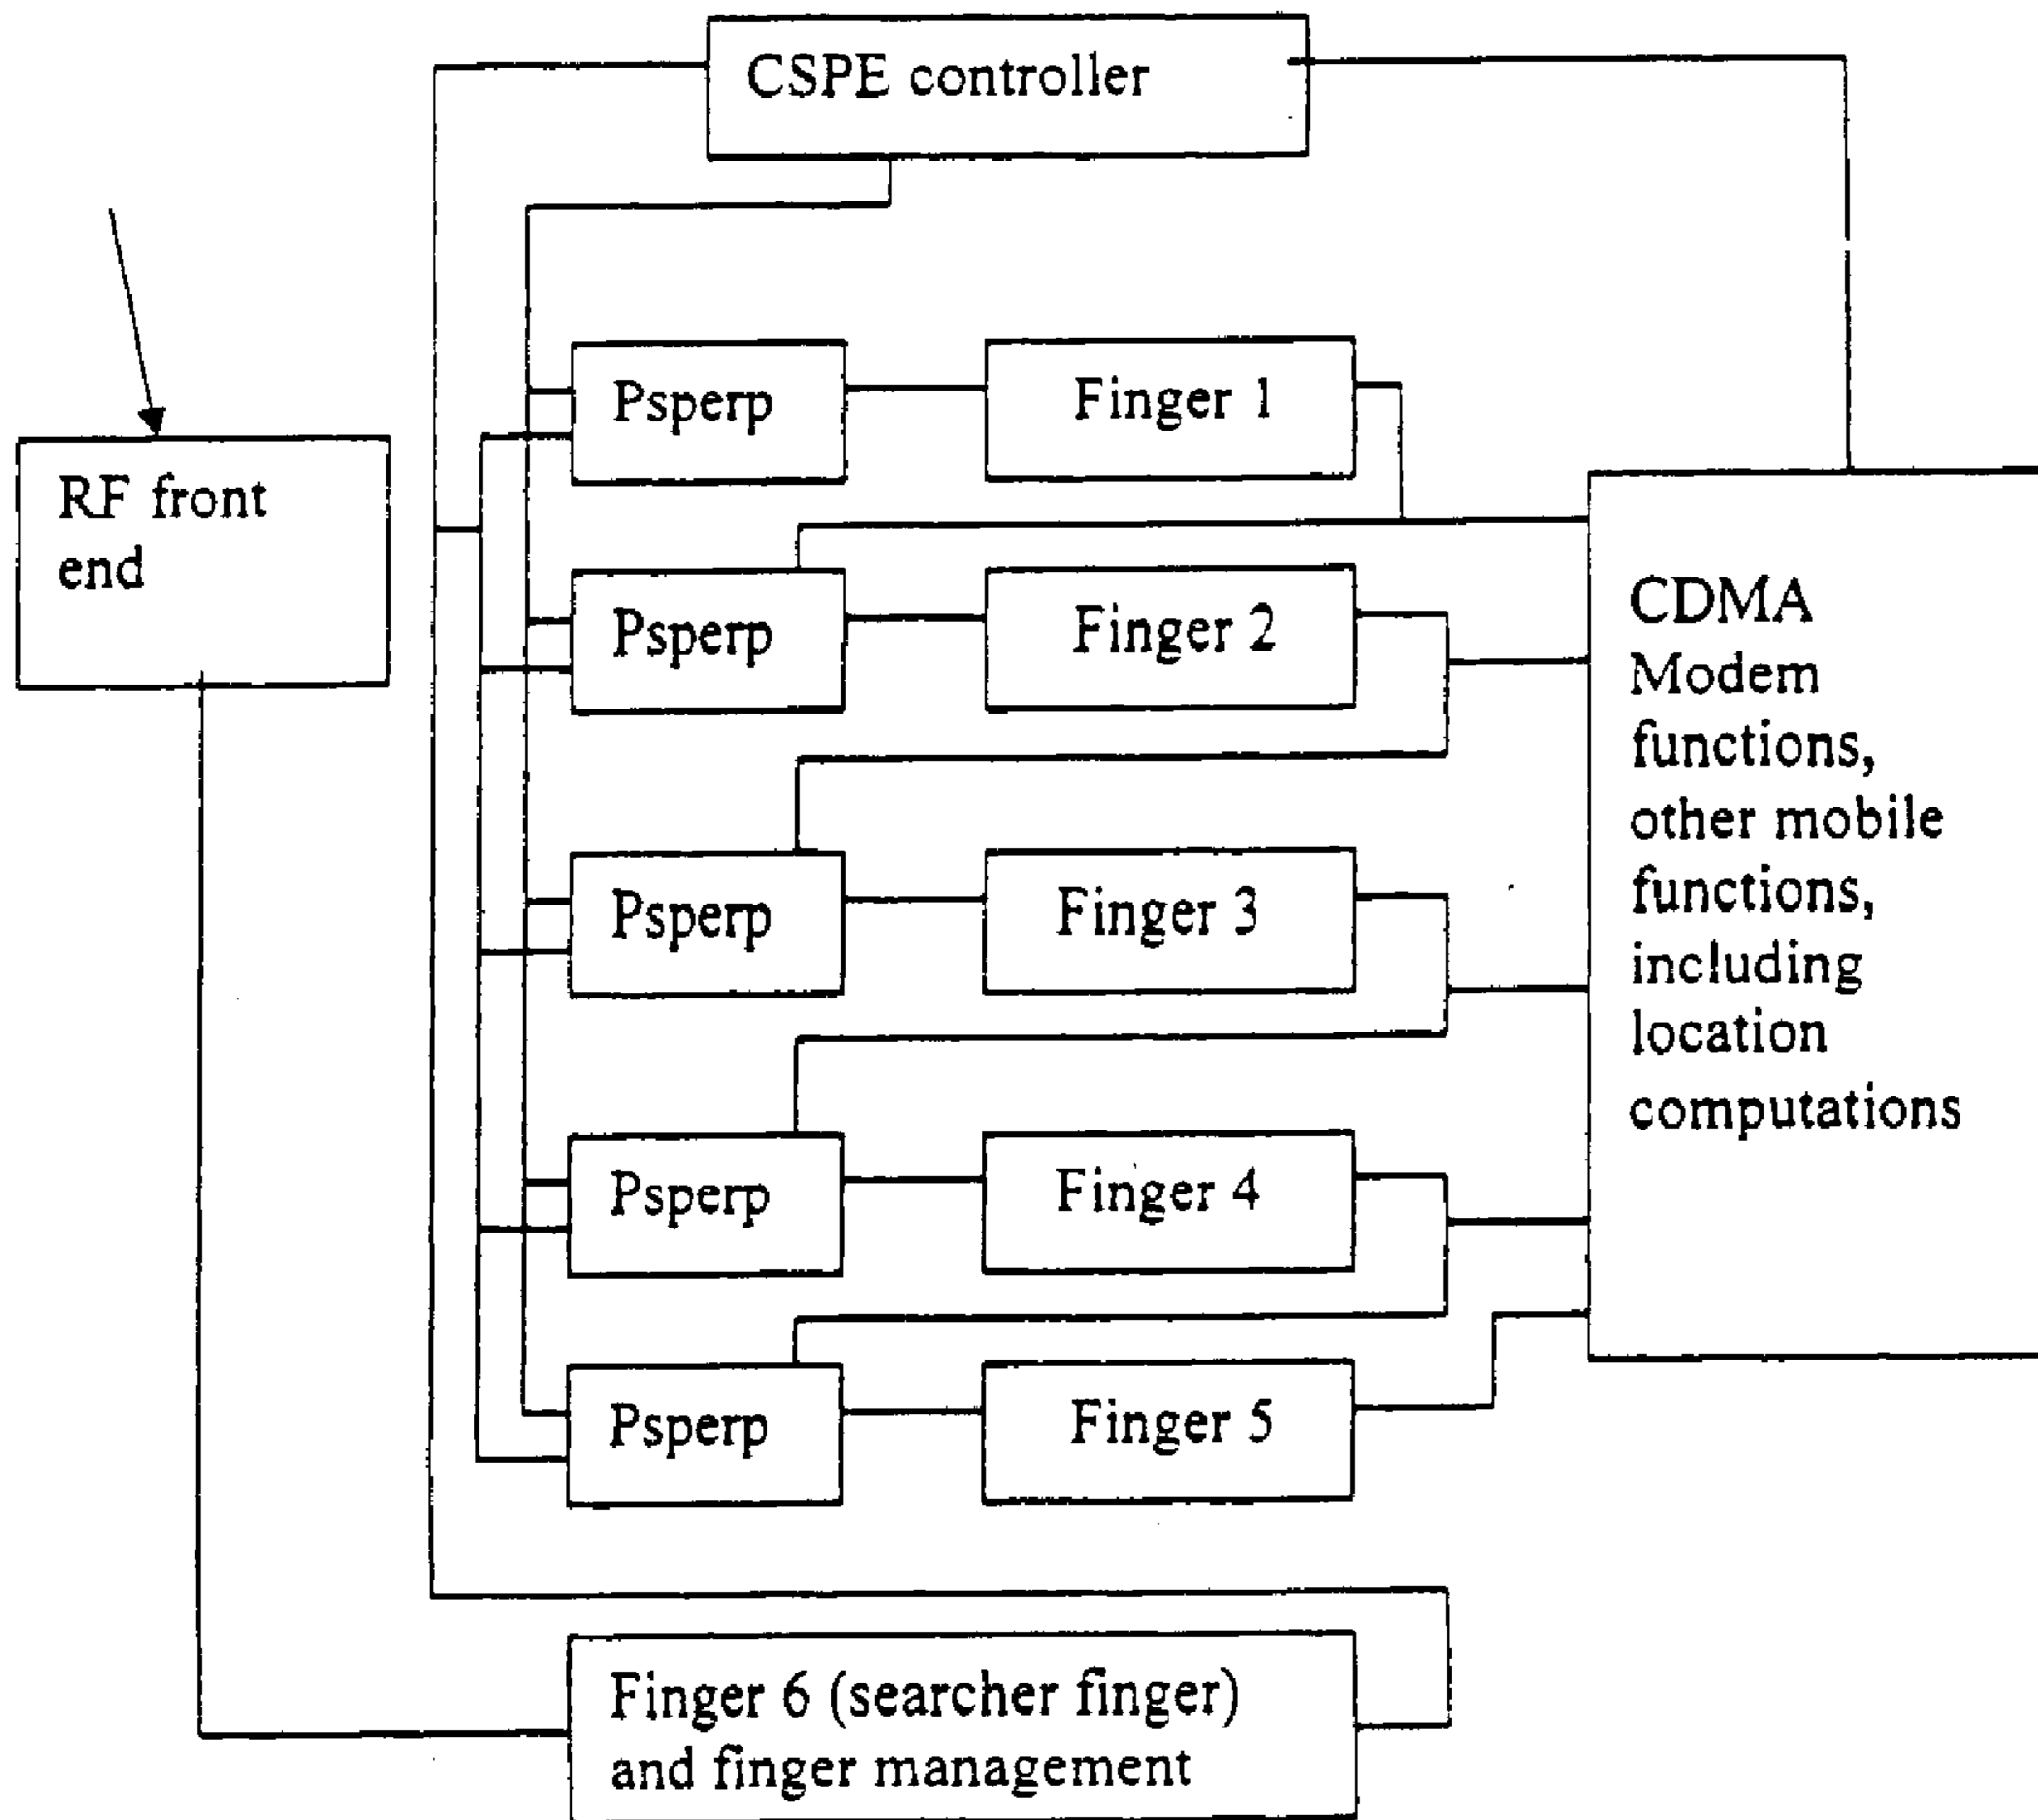 CSPE controller
RF front
end
Psperp
Finger 1
Psperp
Finger 2
Psperp
Finger 3
Psperp
Finger 4
Psperp
Finger 5
CDMA
Modem
functions,
other mobile
functions,
including
location
computations
Finger 6 (searcher finger)
and finger management